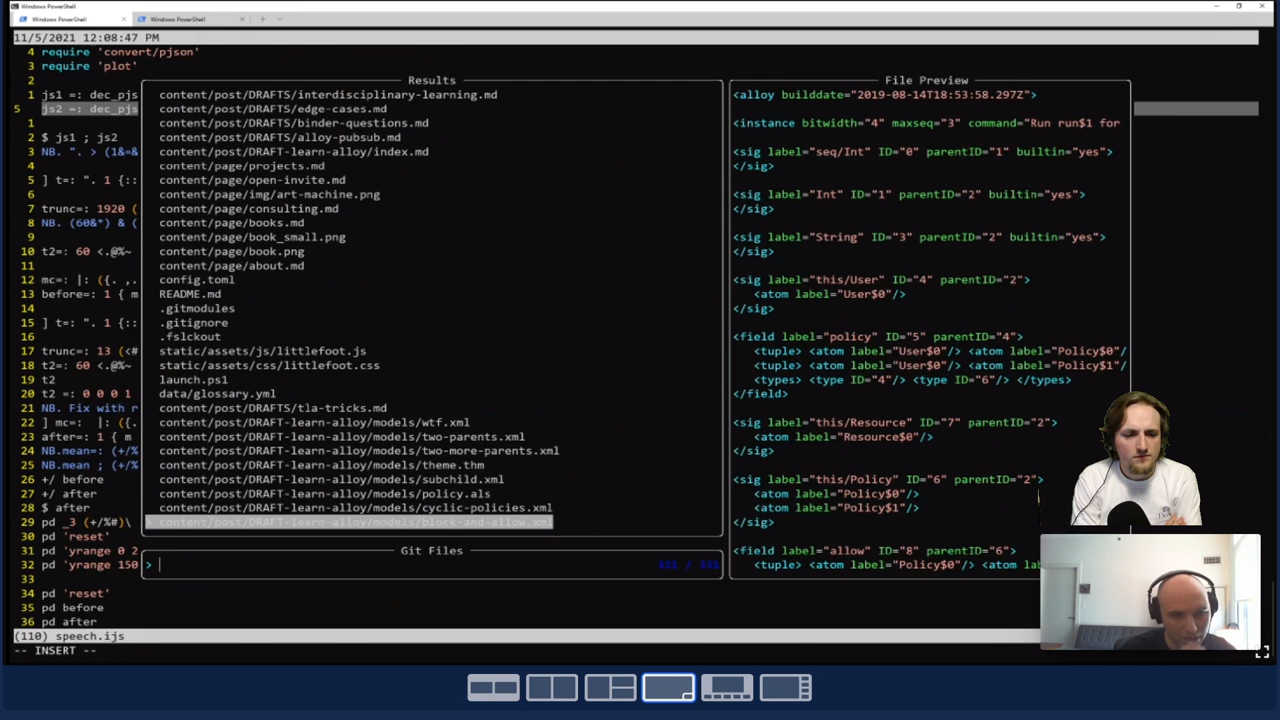 Windows PowerShell
Windows PowerShell
Windows PowerShell
11/5/2021 12:08:47 PM
4 require 'convert/pjson'
3 require 'plot'
2
1 js1 =: dec_pjs
5 js2 =: dec_pjs
1
2 $ js1 ; js2
3 NB. ". > (1&=&
4
5 ] t=: ". 1 {::
6
7 trunc=: 1920 (
8 NB. (60&*) & (
9
10 t2=: 60 <.@%~
11
12 mc=: |: ({. ,.
13 before=: 1 { m
14
15 ] t=: ". 1 {::
16
17 trunc=: 13 (<#
18 t2=: 60 <.@%~
19 t2
20 t2 =: 0 0 0 1
21 NB. Fix with r
22 ] mc=: |: ({.
23 after=: 1 { m
24 NB.mean=: (+/%
25 NB.mean ; (+/%
26 +/ before
27 +/ after
28 $ after
29 pd _3 (+/%#)\
30 pd 'reset'
31 pd 'yrange 0 2
32 pd 'yrange 150
33
34 pd 'reset'
35 pd before
36 pd after
(110) speech.ijs
-- INSERT --
Results
content/post/DRAFTS/interdisciplinary-learning.md
content/post/DRAFTS/edge-cases.md
content/post/DRAFTS/binder-questions.md
content/post/DRAFTS/alloy-pubsub.md
content/post/DRAFT-learn-alloy/index.md
content/page/projects.md
content/page/open-invite.md
content/page/img/art-machine.png
content/page/consulting.md
content/page/books.md
content/page/book_small.png
content/page/book.png
content/page/about.md
config.toml
README.md
.gitmodules
.gitignore
.fslckout
static/assets/js/littlefoot.js
static/assets/css/littlefoot.css
launch.ps1
data/glossary.yml
content/post/DRAFTS/tla-tricks.md
content/post/DRAFT-learn-alloy/models/wtf.xml
content/post/DRAFT-learn-alloy/models/two-parents.xml
content/post/DRAFT-learn-alloy/models/two-more-parents.xml
content/post/DRAFT-learn-alloy/models/theme.thm
content/post/DRAFT-learn-alloy/models/subchild.xml
content/post/DRAFT-learn-alloy/models/policy.als
content/post/DRAFT-learn-alloy/models/cyclic-policies.xml
content/post/DRAFT-learn-alloy/models/block-and-allow.xml
Git Files
>
File Preview
<alloy builddate="2019-08-14T18:53:58.297Z">
<instance bitwidth="4" maxseq="3" command="Run run$1 for
<sig label="seq/Int" ID="0" parentID="1" builtin="yes">
</sig>
<sig label="Int" ID="1" parentID="2" builtin="yes">
</sig>
<sig label="String" ID="3" parentID="2" builtin="yes">
</sig>
<sig label="this/User" ID="4" parentID="2">
<atom label="User$0"/>
</sig>
<field label="policy" ID="5" parentID="4">
<tuple> <atom label="User$0"/> <atom label="Policy$0"/
<tuple> <atom label="User$0"/> <atom label="Policy$1"/
<types> <type ID="4"/> <type ID="6"/> </types>
</field>
<sig label="this/Resource" ID="7" parentID="2">
<atom label="Resource$0"/>
</sig>
<sig label="this/Policy" ID="6" parentID="2">
<atom label="Policy$0"/>
<atom label="Policy$1"/>
</sig>
<field label="allow" ID="8" parentID="6">
<tuple> <atom label="Policy$0"/> <atom la